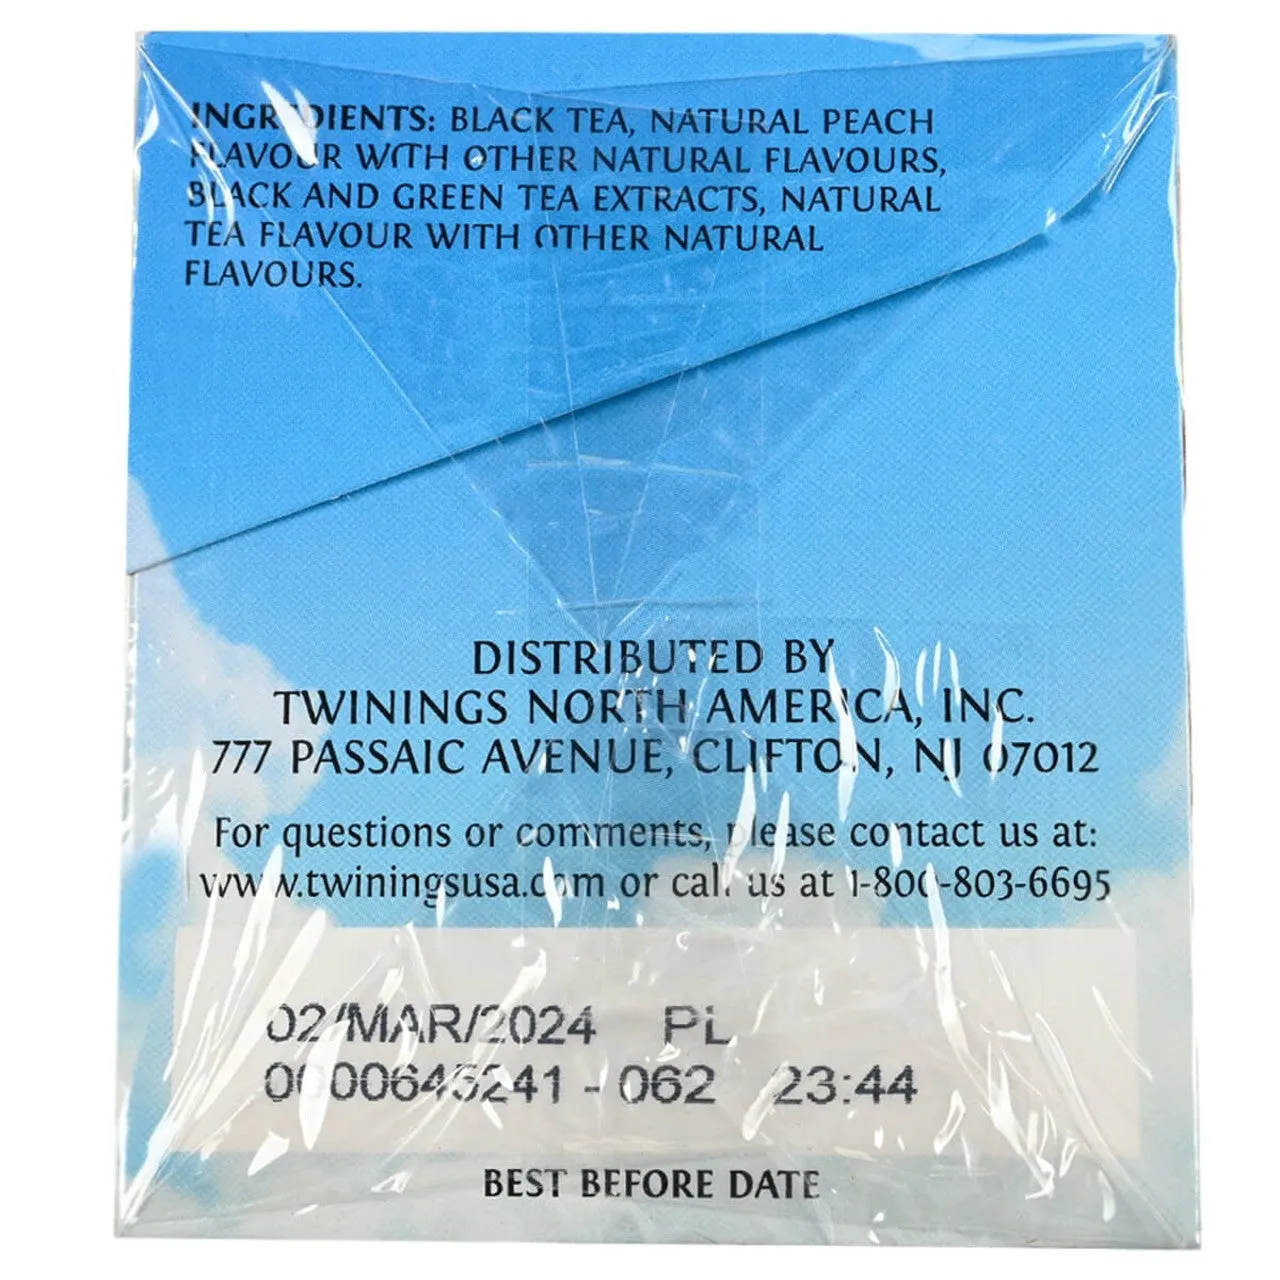 INGREDIENTS: BLACK TEA, NATURAL PEACH
FLAVOUR WITH OTHER NATURAL FLAVOURS,
BLACK AND GREEN TEA EXTRACTS, NATURAL
TEA FLAVOUR WITH OTHER NATURAL
FLAVOURS.
DISTRIBUTED BY
TWININGS NORTH AMERICA, INC.
777 PASSAIC AVENUE, CLIFTON, NJ 07012
For questions or comments, please contact us at:
www.twiningsusa.com or call us at 1-800-803-6695
02/MAR/2024 PL
0000645241 - 062 23:44
BEST BEFORE DATE